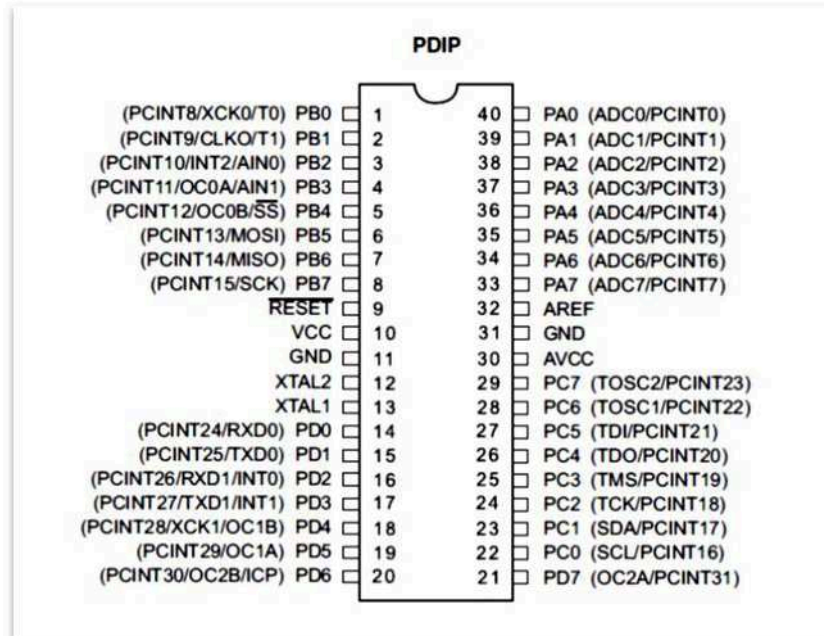 PDIP
(PCINT8/XCK0/T0) PB0 1 40 PA0 (ADC0/PCINT0)
(PCINT9/CLKO/T1) PB1 2 39 PA1 (ADC1/PCINT1)
(PCINT10/INT2/AIN0) PB2 3 38 PA2 (ADC2/PCINT2)
(PCINT11/OC0A/AIN1) PB3 4 37 PA3 (ADC3/PCINT3)
(PCINT12/OC0B/SS) PB4 5 36 PA4 (ADC4/PCINT4)
(PCINT13/MOSI) PB5 6 35 PA5 (ADC5/PCINT5)
(PCINT14/MISO) PB6 7 34 PA6 (ADC6/PCINT6)
(PCINT15/SCK) PB7 8 33 PA7 (ADC7/PCINT7)
RESET 9 32 AREF
VCC 10 31 GND
GND 11 30 AVCC
XTAL2 12 29 PC7 (TOSC2/PCINT23)
XTAL1 13 28 PC6 (TOSC1/PCINT22)
(PCINT24/RXD0) PD0 14 27 PC5 (TDI/PCINT21)
(PCINT25/TXD0) PD1 15 26 PC4 (TDO/PCINT20)
(PCINT26/RXD1/INT0) PD2 16 25 PC3 (TMS/PCINT19)
(PCINT27/TXD1/INT1) PD3 17 24 PC2 (TCK/PCINT18)
(PCINT28/XCK1/OC1B) PD4 18 23 PC1 (SDA/PCINT17)
(PCINT29/OC1A) PD5 19 22 PC0 (SCL/PCINT16)
(PCINT30/OC2B/ICP) PD6 20 21 PD7 (OC2A/PCINT31)